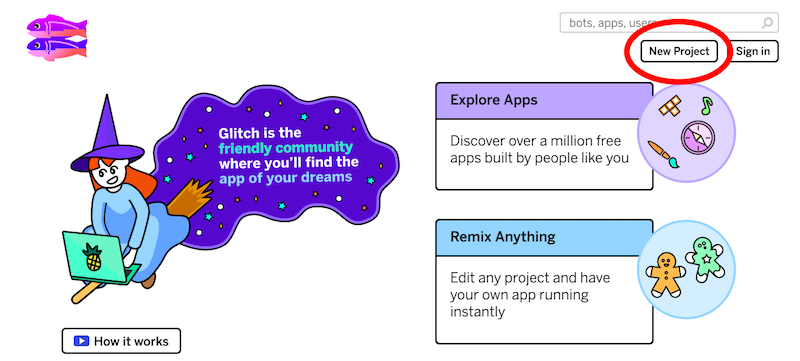 bots, apps, users
New Project
Sign in
Glitch is the
friendly community
where you'll find the
app of your dreams
Explore Apps
Discover over a million free
apps built by people like you
Remix Anything
Edit any project and have
your own app running
instantly
How it works